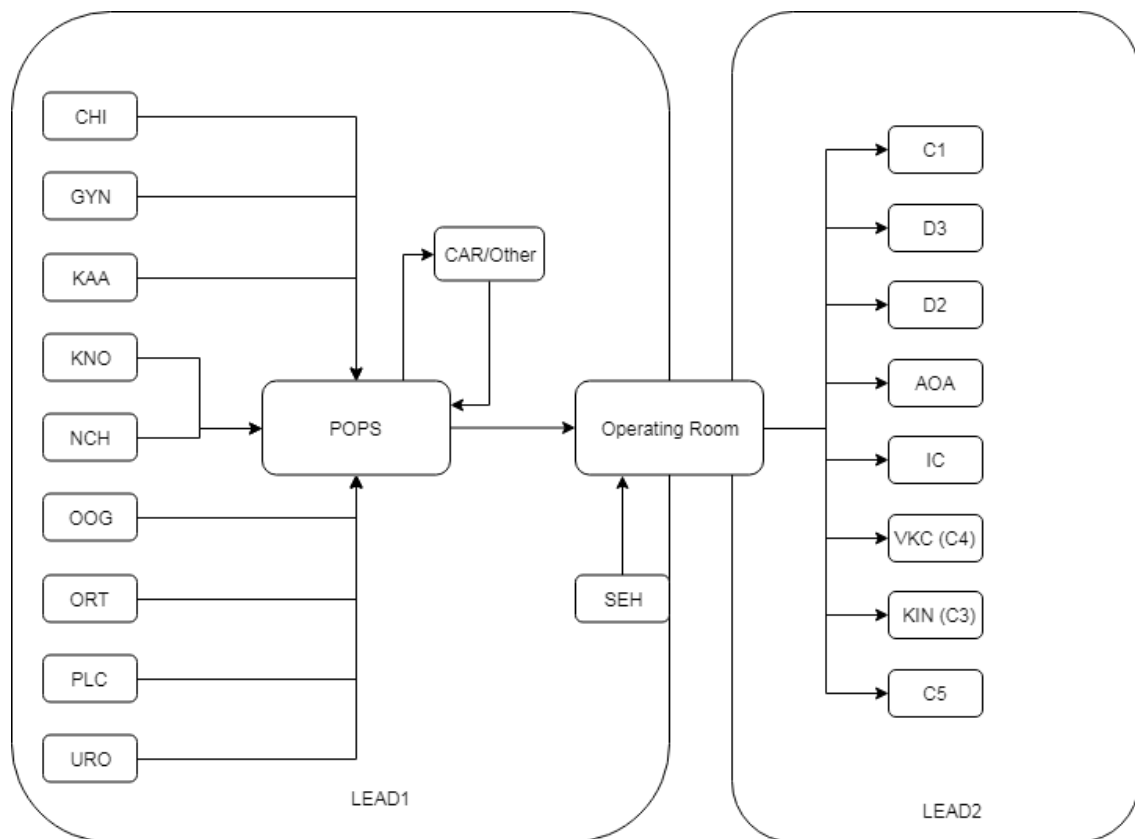 CHI
GYN
KAA
KNO
NCH
OOG
ORT
PLC
URO
CAR/Other
POPS
Operating Room
SEH
LEAD1
C1
D3
D2
AOA
IC
VKC (C4)
KIN (C3)
C5
LEAD2